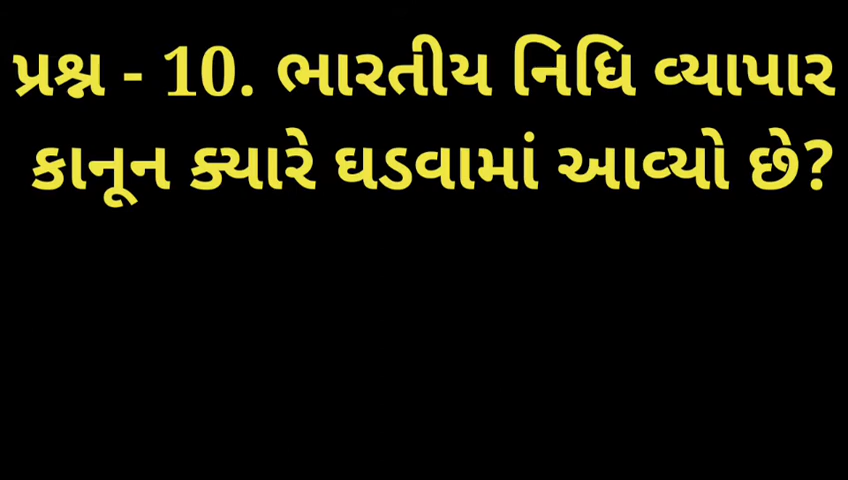 પ્રશ્ન - 10. ભારતીય નિધિ વ્યાપાર
કાનૂન ક્યારે ઘડવામાં આવ્યો છે?